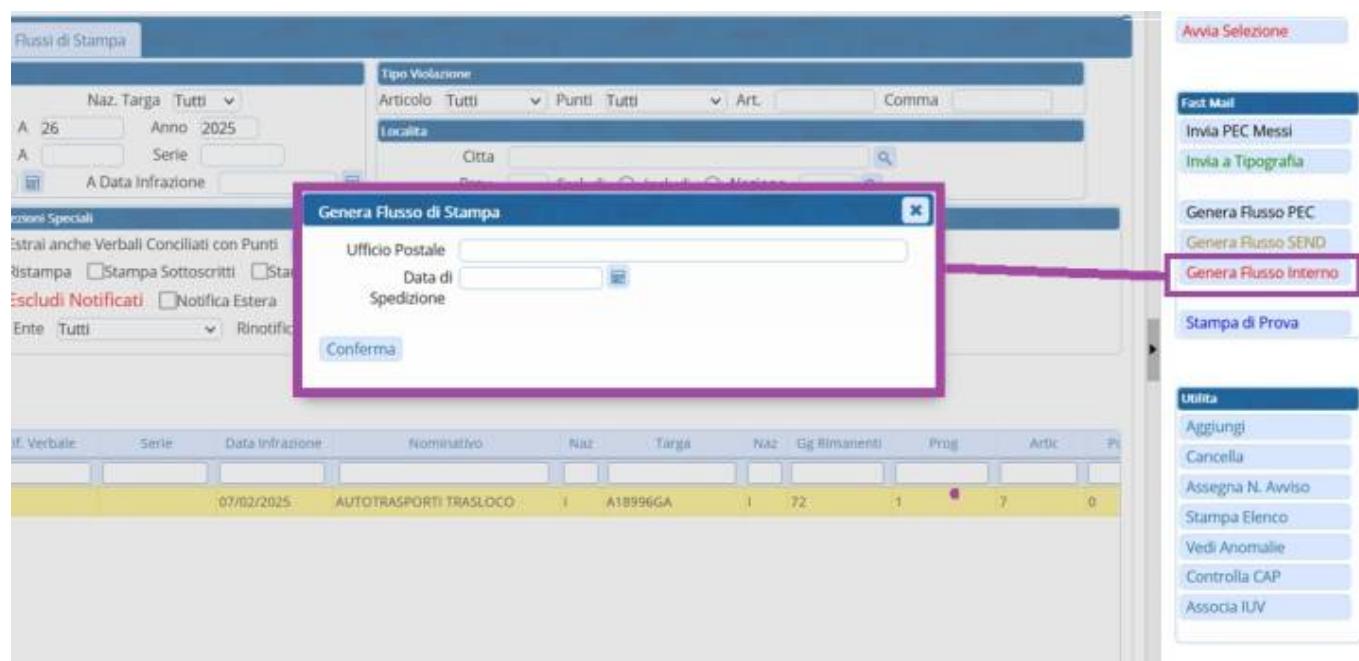 Flussi di Stampa
Naz. Targa Tutti
A 26 Anno 2025
A Serie
A Data Infrazione
Estrai anche Verbali Conciliati con Punti
Ristampa Stampa Sottoscritti
Escludi Notificati Notifica Estera
Ente Tutti
Tipo Violazione
Articolo Tutti Punti Tutti Art. Comma
Localita
Citta
Genera Flusso di Stampa
Ufficio Postale
Data di
Spedizione
Conferma
Verbale Serie Data Infrazione Nominativo Naz Targa Naz Gg Rimanenti Prog Artic
07/02/2025 AUTOTRASPORTI TRASLOCO I A18996GA I 72 1 7 0
Avvia Selezione
Fast Mail
Invia PEC Messi
Invia a Tipografia
Genera Flusso PEC
Genera Flusso SEND
Genera Flusso Interno
Stampa di Prova
Utilita
Aggiungi
Cancella
Assegna N. Avviso
Stampa Elenco
Vedi Anomalie
Controlla CAP
Associa IUV